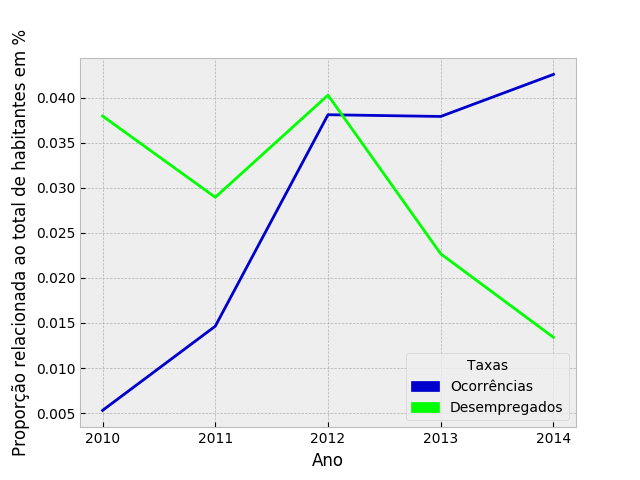 Proporção relacionada ao total de habitantes em %
0.040
0.035
0.030
0.025
0.020
0.015
0.010
0.005
2010 2011 2012 2013 2014
Ano
Taxas
Ocorrências
Desempregados